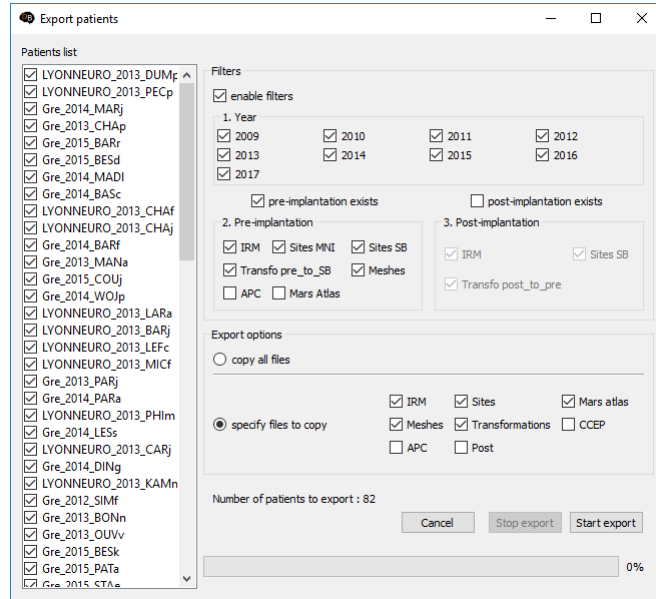 Export patients
Patients list
LYONNEURO_2013_DUMp
LYONNEURO_2013_PECp
Gre_2014_MARj
Gre_2013_CHAp
Gre_2015_BARr
Gre_2015_BESd
Gre_2014_MADl
Gre_2014_BASc
LYONNEURO_2013_CHAf
LYONNEURO_2013_CHAj
Gre_2014_BARf
Gre_2013_MANa
Gre_2015_COUj
Gre_2014_WOJp
LYONNEURO_2013_LARa
LYONNEURO_2013_BARj
LYONNEURO_2013_LEFc
LYONNEURO_2013_MICf
Gre_2013_PARj
Gre_2014_PARa
LYONNEURO_2013_PHIm
Gre_2014_LESs
LYONNEURO_2013_CARj
Gre_2014_DINg
LYONNEURO_2013_KAMn
Gre_2012_SIMf
Gre_2013_BONn
Gre_2013_OUVv
Gre_2015_BESk
Gre_2015_PATa
Gre_2015_STAe
Filters
enable filters
1. Year
2009 2010 2011 2012
2013 2014 2015 2016
2017
pre-implantation exists post-implantation exists
2. Pre-implantation
IRM Sites MNI Sites SB
Transfo pre_to_SB Meshes
APC Mars Atlas
3. Post-implantation
IRM Sites SB
Transfo post_to_pre
Export options
copy all files
specify files to copy
IRM Sites Mars atlas
Meshes Transformations CCEP
APC Post
Number of patients to export : 82
Cancel Stop export Start export
0%